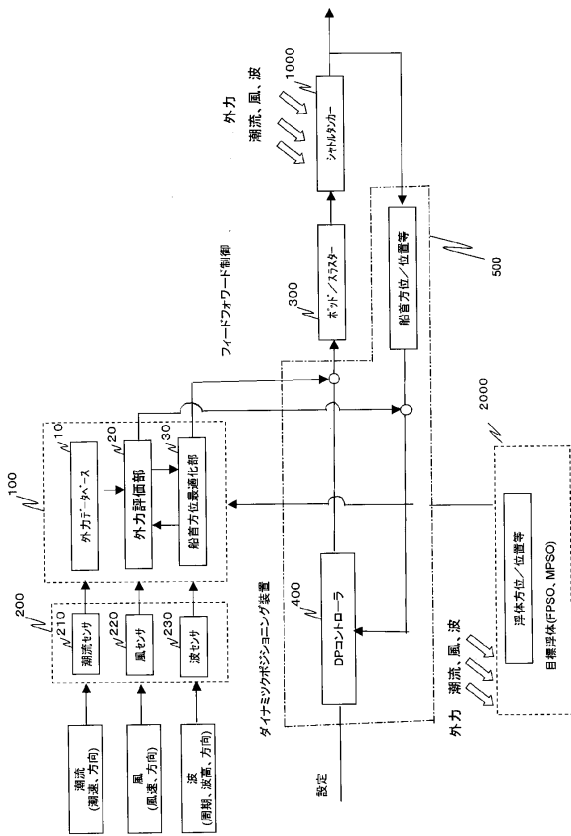 潮流
(潮速、方向)
風
(風速、方向)
波
(周期、波高、方向)
200
210
潮流センサ
220
風センサ
230
波センサ
100
10
外力データベース
20
外力評価部
30
船首方位最適化部
フィードフォワード制御
ダイナミックポジショニング装置
設定
400
DPコントローラ
300
ポッド/スラスター
外力
潮流、風、波
1000
シャトルタンカー
船首方位/位置等
500
外力 潮流、風、波
2000
浮体方位/位置等
目標浮体(FPSO、MPSO)